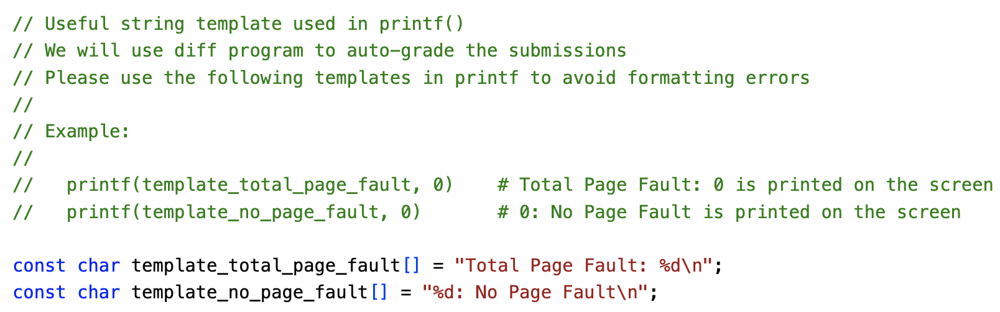 // Useful string template used in printf()
// We will use diff program to auto-grade the submissions
// Please use the following templates in printf to avoid formatting errors
//
// Example:
//
//   printf(template_total_page_fault, 0)    # Total Page Fault: 0 is printed on the screen
//   printf(template_no_page_fault, 0)       # 0: No Page Fault is printed on the screen

const char template_total_page_fault[] = "Total Page Fault: %d\n";
const char template_no_page_fault[] = "%d: No Page Fault\n";